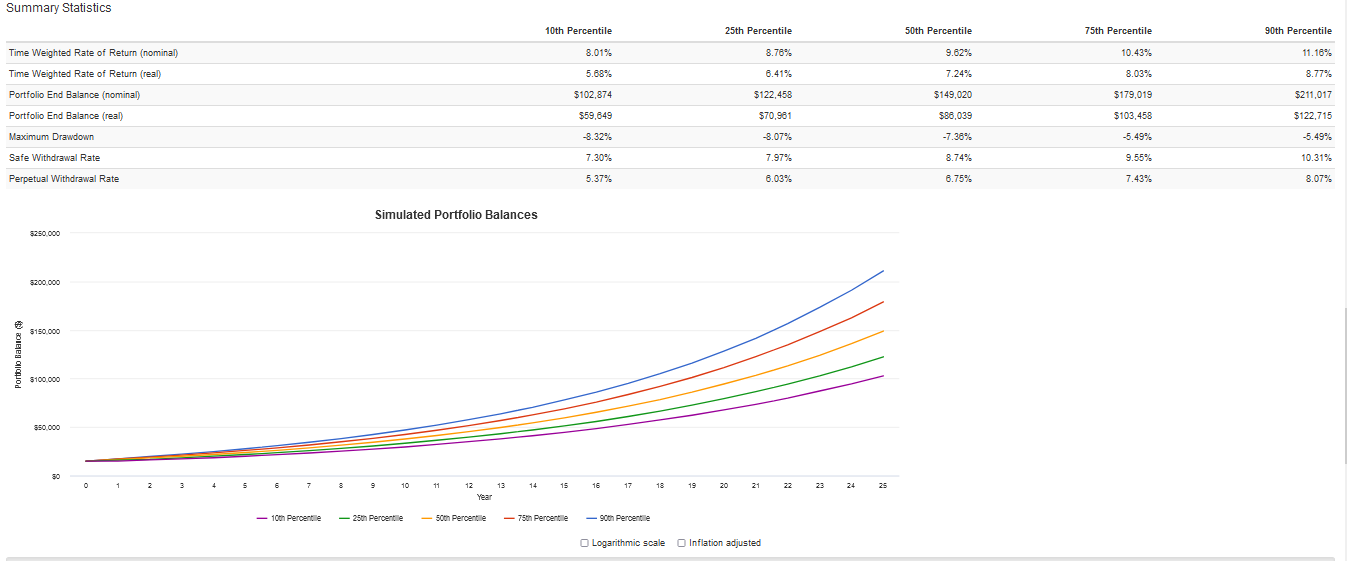 Summary Statistics
10th Percentile 25th Percentile 50th Percentile 75th Percentile 90th Percentile
Time Weighted Rate of Return (nominal) 8.01% 8.76% 9.62% 10.43% 11.16%
Time Weighted Rate of Return (real) 5.68% 6.41% 7.24% 8.03% 8.77%
Portfolio End Balance (nominal) $102,874 $122,458 $149,020 $179,019 $211,017
Portfolio End Balance (real) $59,649 $70,961 $86,039 $103,458 $122,715
Maximum Drawdown -8.32% -8.07% -7.36% -5.49% -5.49%
Safe Withdrawal Rate 7.30% 7.97% 8.74% 9.55% 10.31%
Perpetual Withdrawal Rate 5.37% 6.03% 6.75% 7.43% 8.07%
Simulated Portfolio Balances
Portfolio Balance ($)
$250,000
$200,000
$150,000
$100,000
$50,000
$0
0 1 2 3 4 5 6 7 8 9 10 11 12 13 14 15 16 17 18 19 20 21 22 23 24 25
Year
10th Percentile 25th Percentile 50th Percentile 75th Percentile 90th Percentile
Logarithmic scale Inflation adjusted